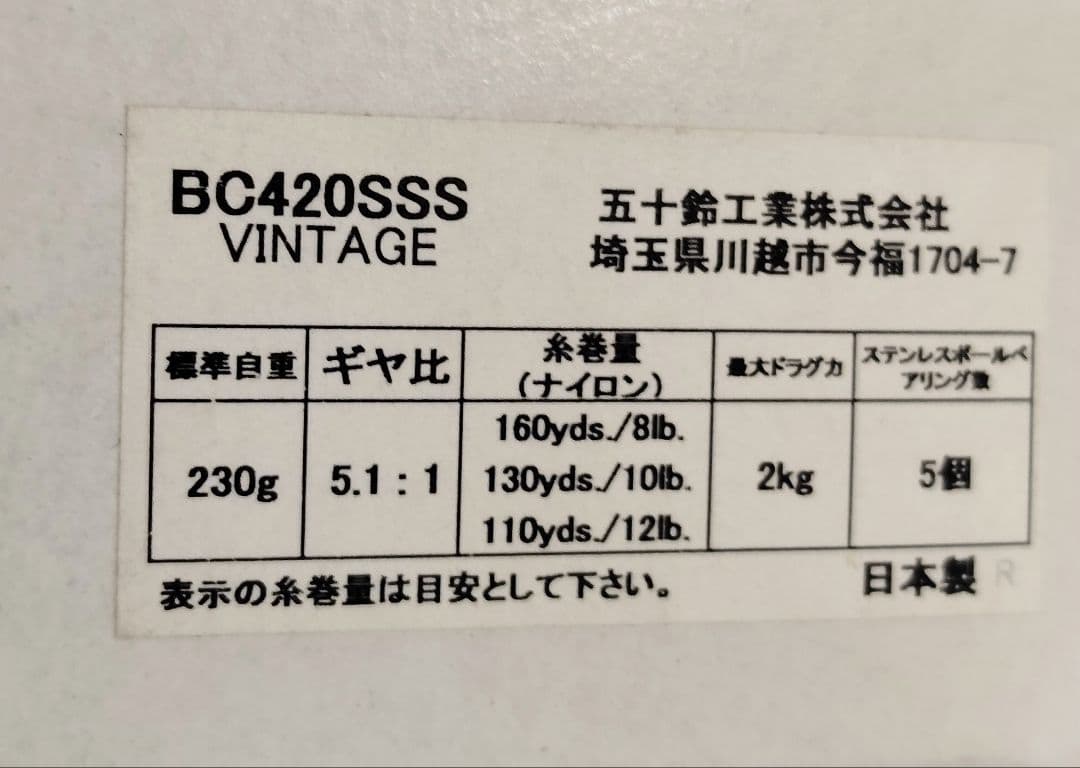 BC420SSS
VINTAGE
五十鈴工業株式会社
埼玉県川越市今福1704-7
標準自重
ギヤ比
糸巻量
(ナイロン)
最大ドラグ力
ステンレスボールベ
アリング数
230g
5.1：1
160yds./8lb.
130yds./10lb.
110yds./12lb.
2kg
5個
表示の糸巻量は目安として下さい。
日本製 R